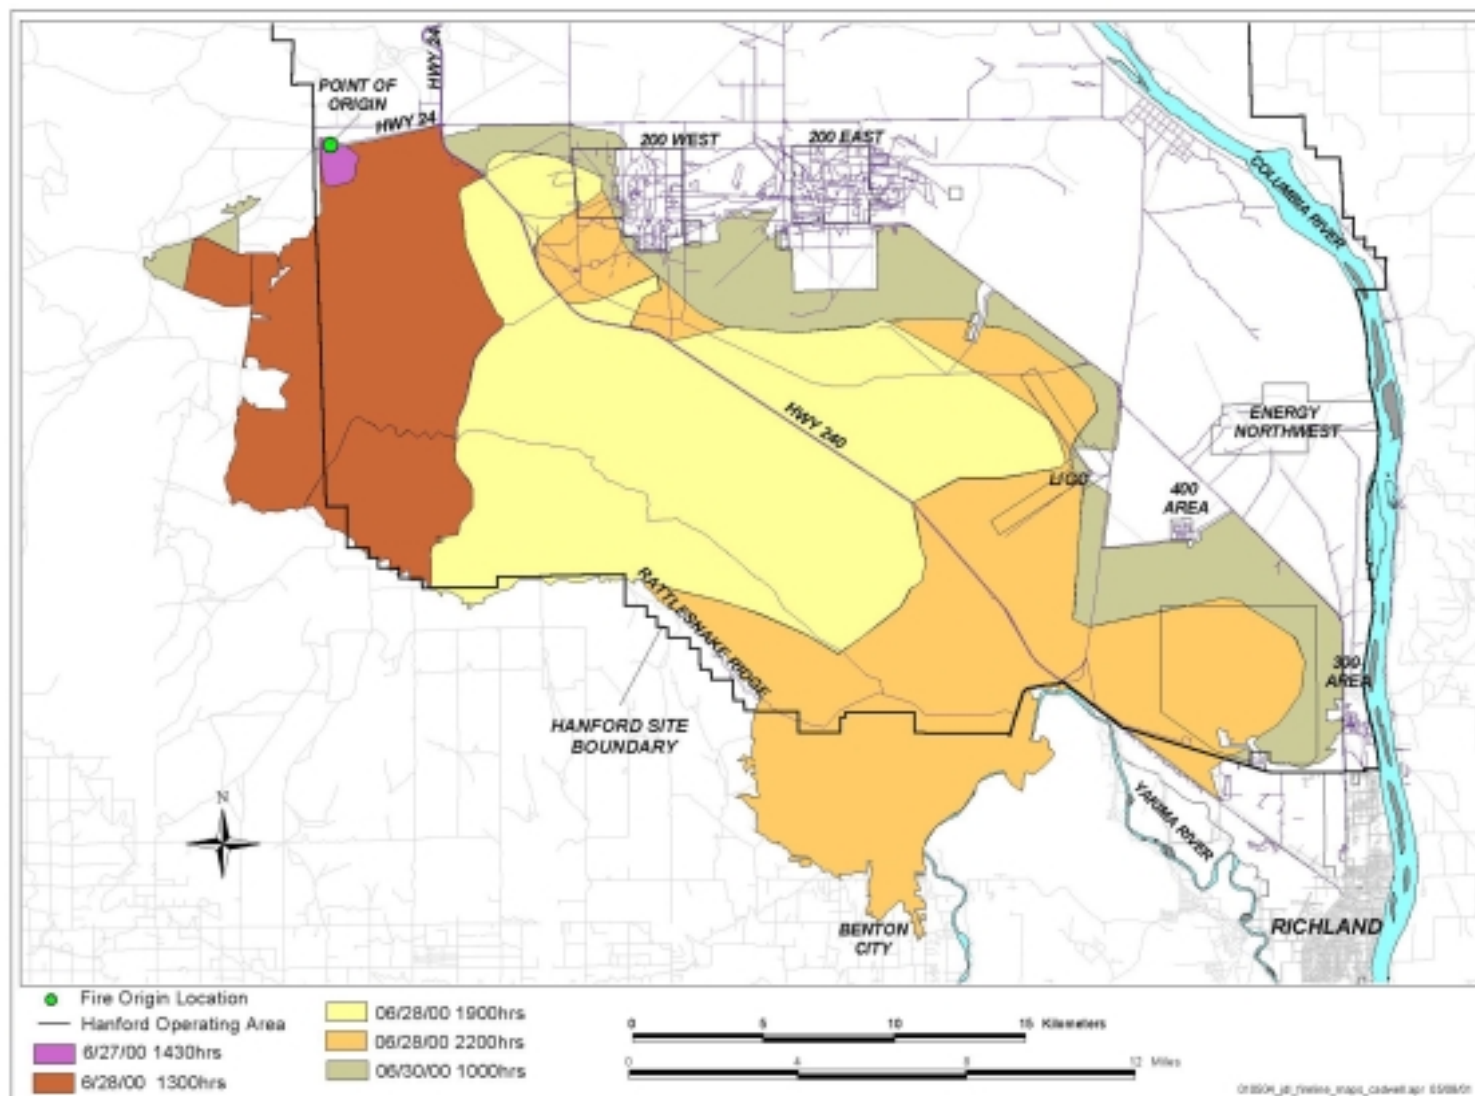 HWY 24
POINT OF
ORIGIN
HWY 24
200 WEST
200 EAST
COLUMBIA RIVER
HWY 240
ENERGY
NORTHWEST
LIGO
400
AREA
RATTLESNAKE RIDGE
300
AREA
HANFORD SITE
BOUNDARY
YAKIMA RIVER
N
BENTON
CITY
RICHLAND
Fire Origin Location
Hanford Operating Area
6/27/00 1430hrs
6/28/00 1300hrs
06/28/00 1900hrs
06/28/00 2200hrs
06/30/00 1000hrs
0 5 10 15 Kilometers
0 4 8 12 Miles